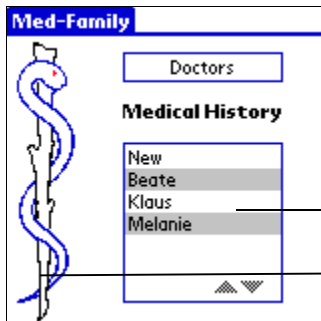 Med-Family
Doctors
Medical History
New
Beate
Klaus
Melanie